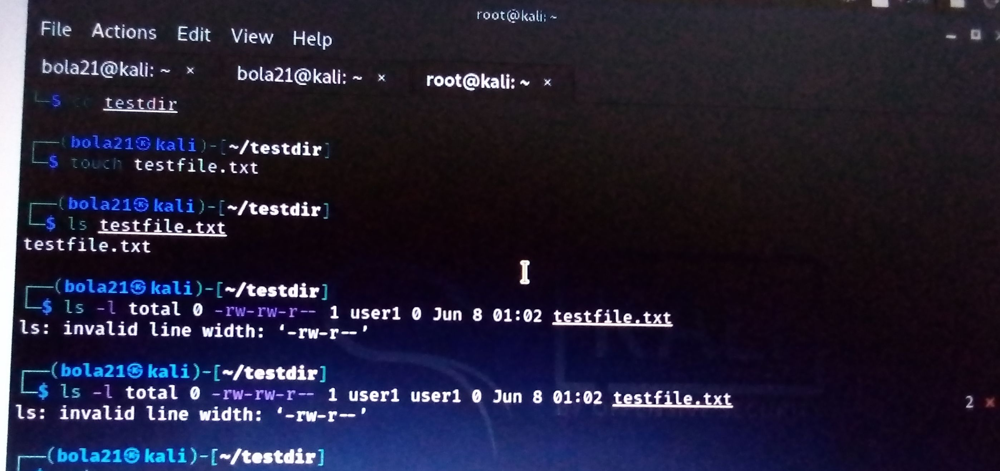 root@kali: ~
File Actions Edit View Help
bola21@kali: ~ × bola21@kali: ~ × root@kali: ~ ×
└─$ testdir
┌──(bola21㉿kali)-[~/testdir]
└─$ touch testfile.txt
┌──(bola21㉿kali)-[~/testdir]
└─$ ls testfile.txt
testfile.txt
┌──(bola21㉿kali)-[~/testdir]
└─$ ls -l total 0 -rw-rw-r-- 1 user1 0 Jun 8 01:02 testfile.txt
ls: invalid line width: ‘-rw-r--’
┌──(bola21㉿kali)-[~/testdir]
└─$ ls -l total 0 -rw-rw-r-- 1 user1 user1 0 Jun 8 01:02 testfile.txt
2 ×
ls: invalid line width: ‘-rw-r--’
┌──(bola21㉿kali)-[~/testdir]